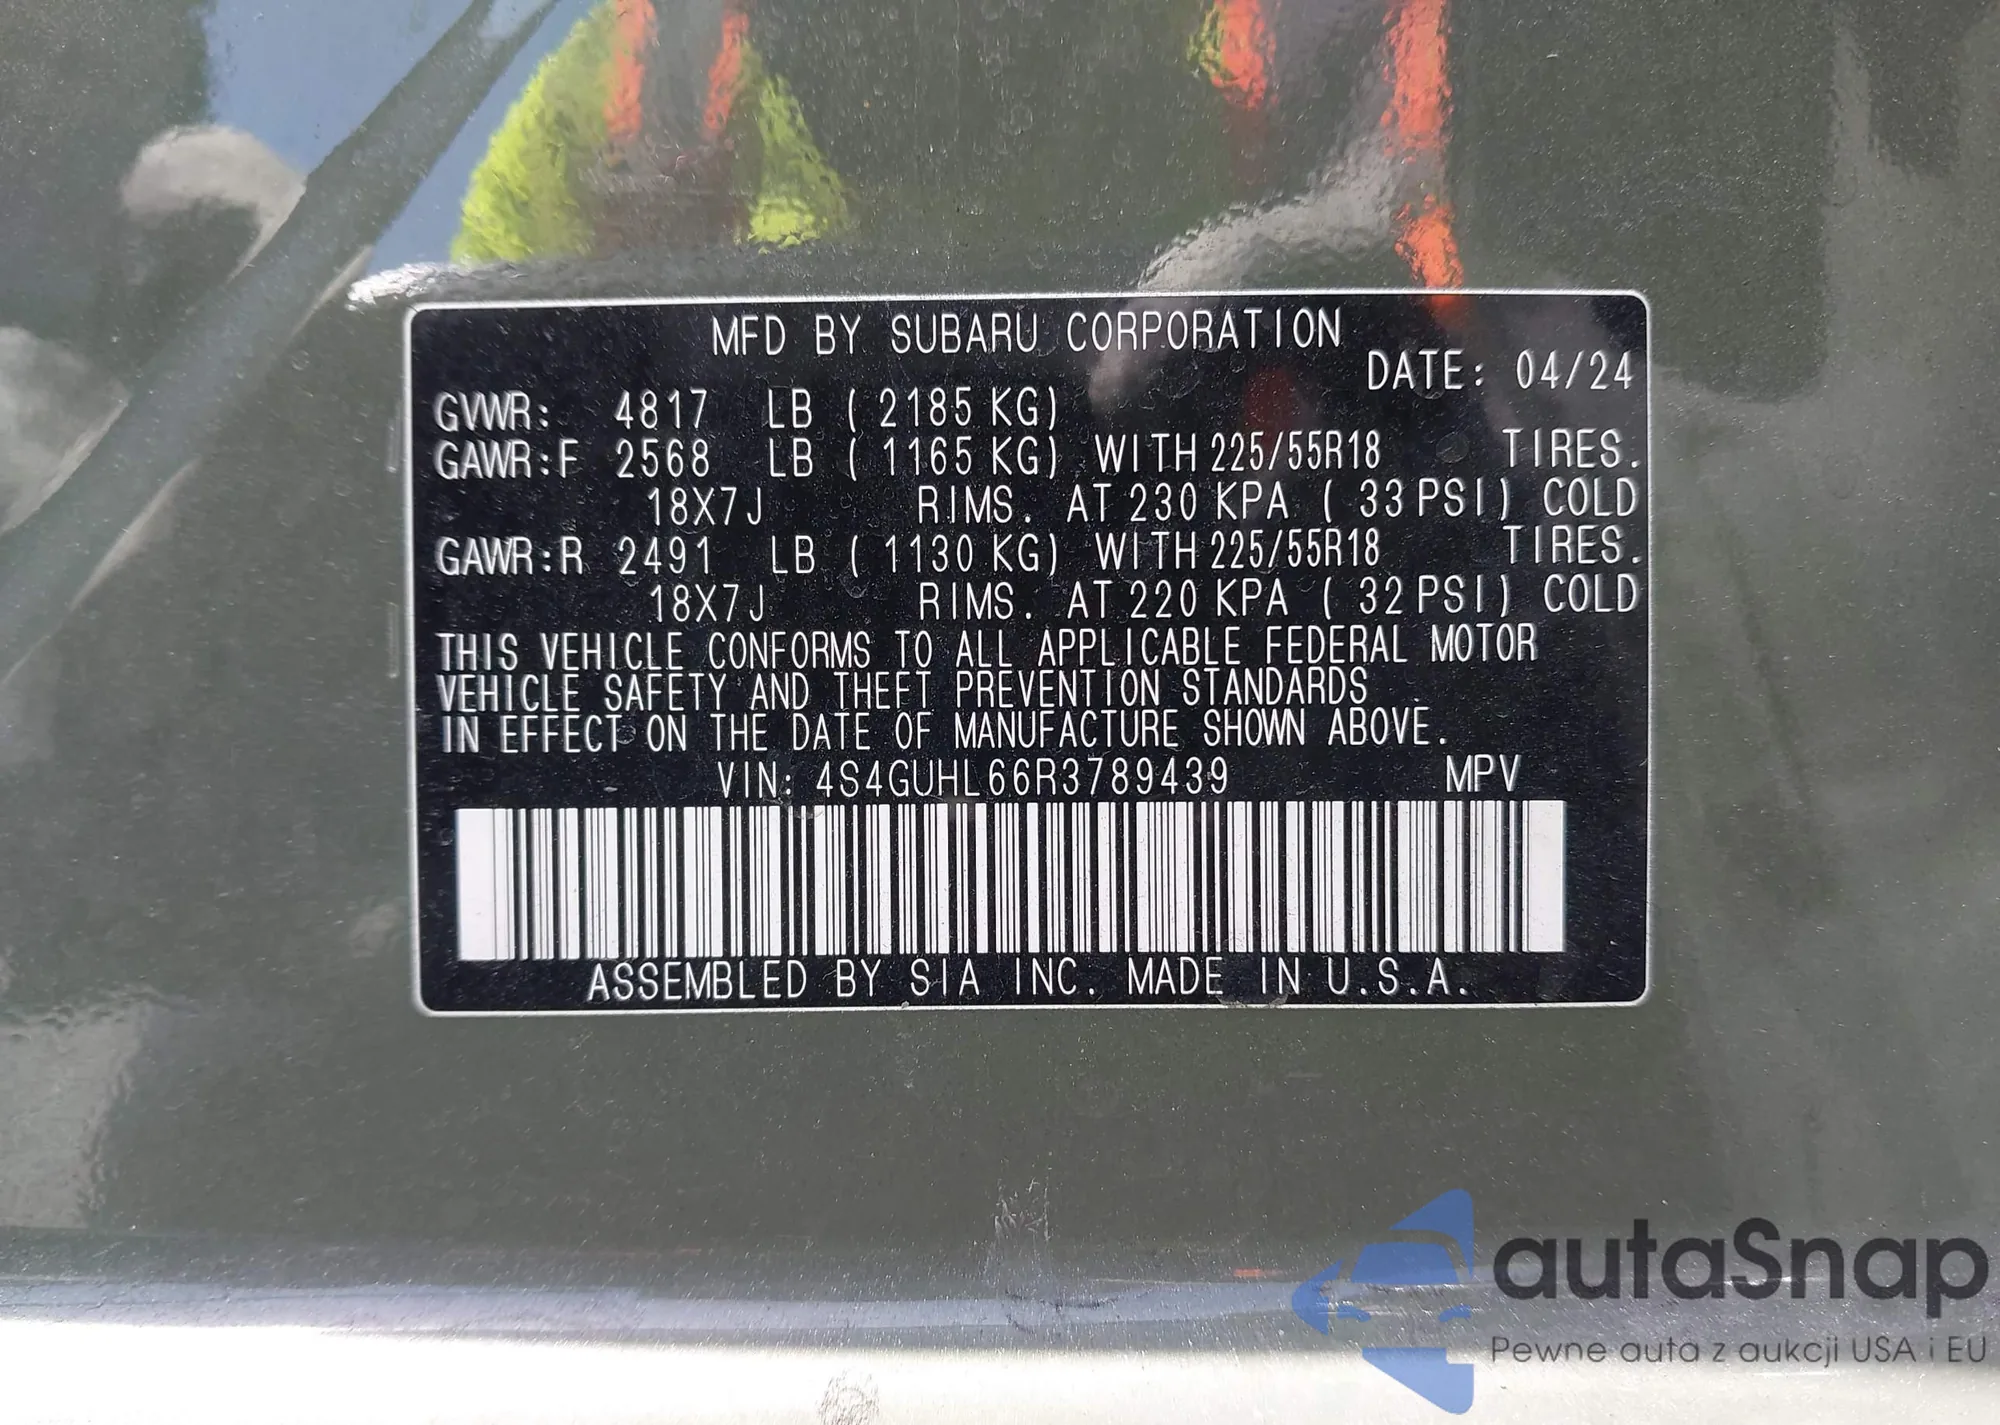 MFD BY SUBARU CORPORATION
DATE: 04/24
GVWR: 4817 LB ( 2185 KG)
GAWR:F 2568 LB ( 1165 KG) WITH 225/55R18 TIRES.
18X7J RIMS. AT 230 KPA ( 33 PSI) COLD
GAWR:R 2491 LB ( 1130 KG) WITH 225/55R18 TIRES.
18X7J RIMS. AT 220 KPA ( 32 PSI) COLD
THIS VEHICLE CONFORMS TO ALL APPLICABLE FEDERAL MOTOR
VEHICLE SAFETY AND THEFT PREVENTION STANDARDS
IN EFFECT ON THE DATE OF MANUFACTURE SHOWN ABOVE.
VIN: 4S4GUHL66R3789439 MPV
ASSEMBLED BY SIA INC. MADE IN U.S.A.
autaSnap
Pewne auta z aukcji USA i EU